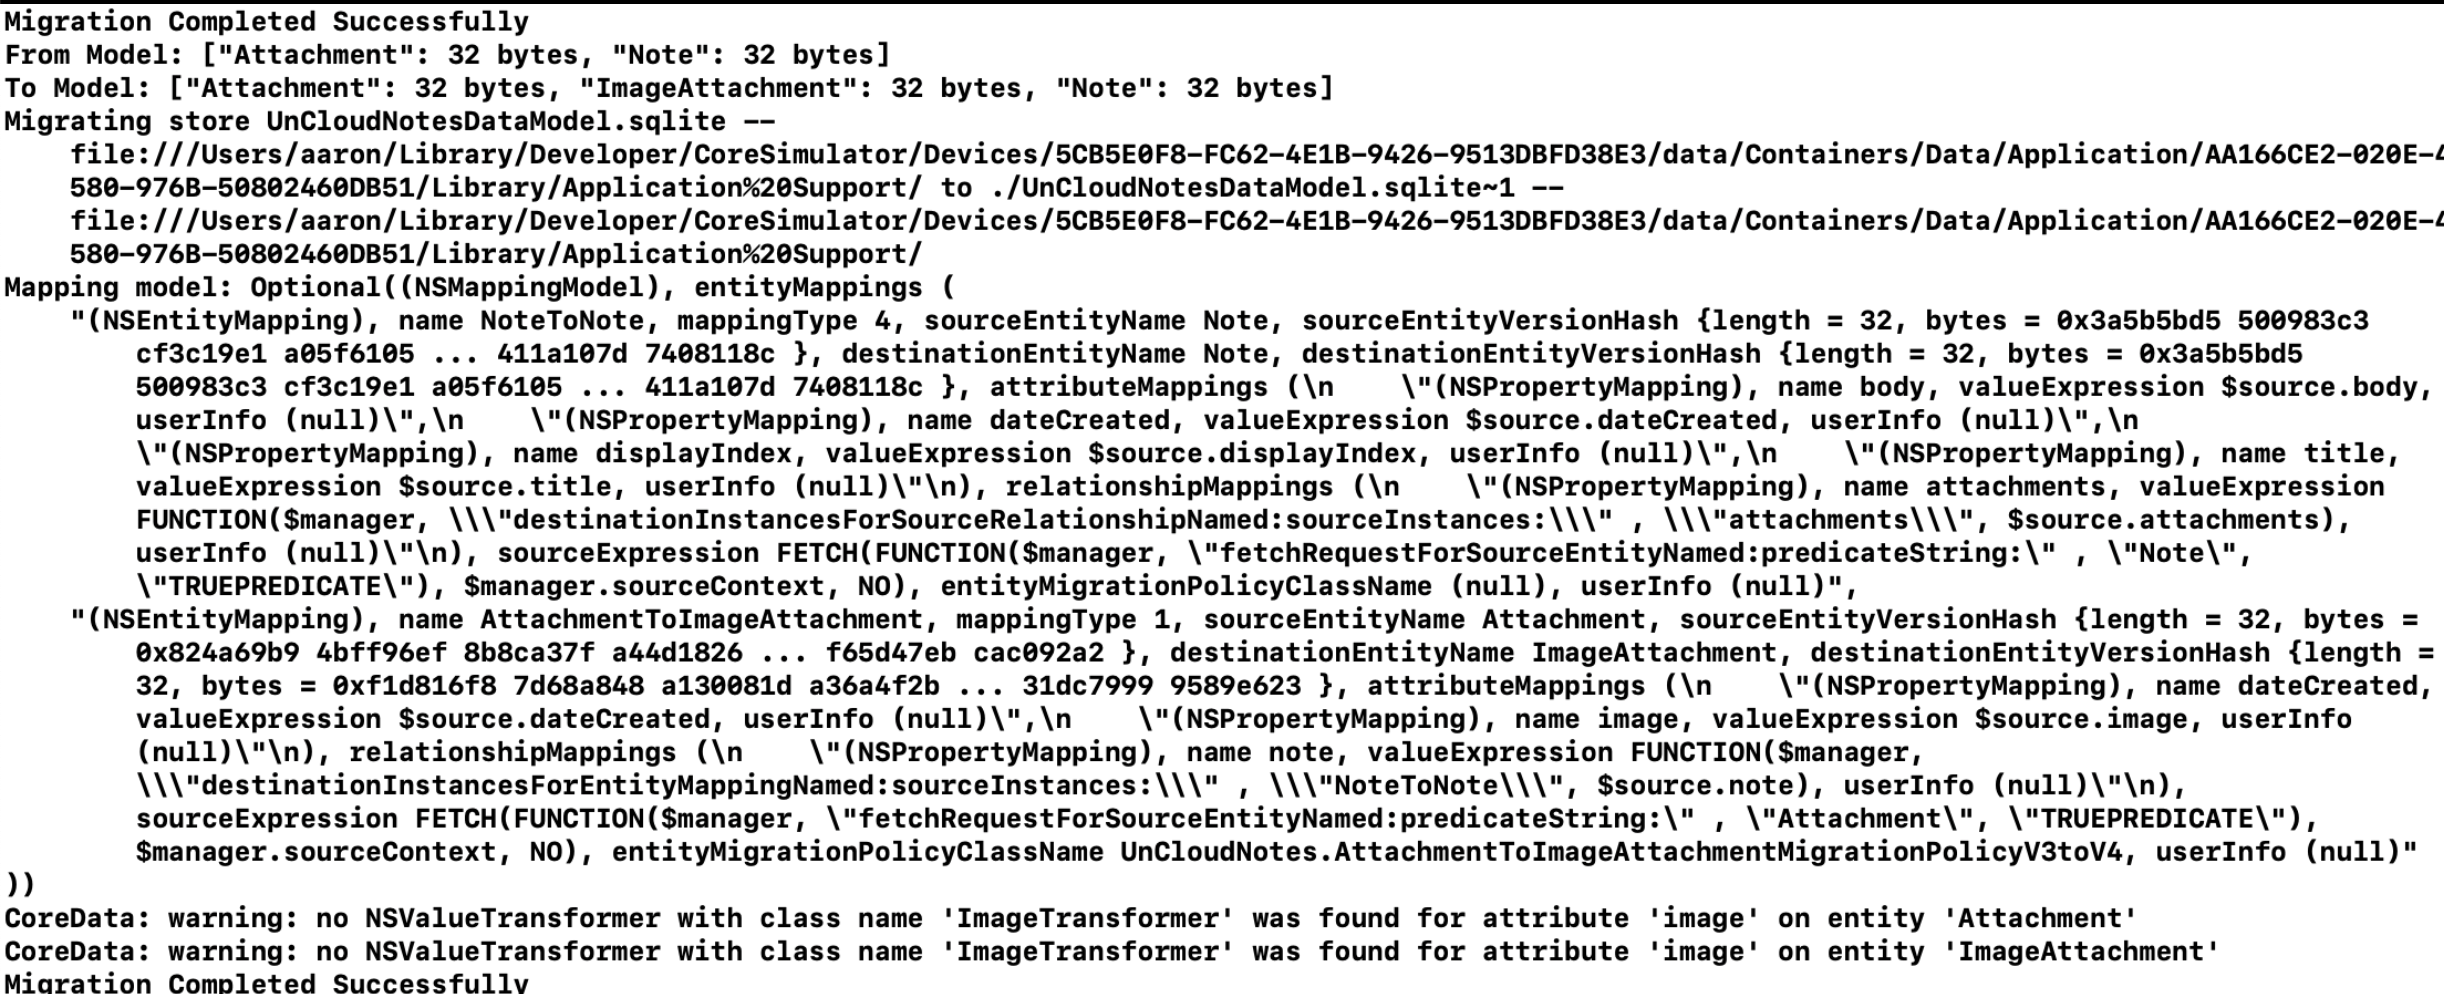 Migration Completed Successfully
From Model: ["Attachment": 32 bytes, "Note": 32 bytes]
To Model: ["Attachment": 32 bytes, "ImageAttachment": 32 bytes, "Note": 32 bytes]
Migrating store UnCloudNotesDataModel.sqlite --
file:///Users/aaron/Library/Developer/CoreSimulator/Devices/5CB5E0F8-FC62-4E1B-9426-9513DBFD38E3/data/Containers/Data/Application/AA166CE2-020E-4
580-976B-50802460DB51/Library/Application%20Support/ to ./UnCloudNotesDataModel.sqlite~1 --
file:///Users/aaron/Library/Developer/CoreSimulator/Devices/5CB5E0F8-FC62-4E1B-9426-9513DBFD38E3/data/Containers/Data/Application/AA166CE2-020E-4
580-976B-50802460DB51/Library/Application%20Support/
Mapping model: Optional((NSMappingModel), entityMappings (
"(NSEntityMapping), name NoteToNote, mappingType 4, sourceEntityName Note, sourceEntityVersionHash {length = 32, bytes = 0x3a5b5bd5 500983c3
cf3c19e1 a05f6105 ... 411a107d 7408118c }, destinationEntityName Note, destinationEntityVersionHash {length = 32, bytes = 0x3a5b5bd5
500983c3 cf3c19e1 a05f6105 ... 411a107d 7408118c }, attributeMappings (\n    \"(NSPropertyMapping), name body, valueExpression $source.body,
userInfo (null)\",\n    \"(NSPropertyMapping), name dateCreated, valueExpression $source.dateCreated, userInfo (null)\",\n
\"(NSPropertyMapping), name displayIndex, valueExpression $source.displayIndex, userInfo (null)\",\n    \"(NSPropertyMapping), name title,
valueExpression $source.title, userInfo (null)\"\n), relationshipMappings (\n    \"(NSPropertyMapping), name attachments, valueExpression
FUNCTION($manager, \\\"destinationInstancesForSourceRelationshipNamed:sourceInstances:\\\" , \\\"attachments\\\", $source.attachments),
userInfo (null)\"\n), sourceExpression FETCH(FUNCTION($manager, \"fetchRequestForSourceEntityNamed:predicateString:\" , \"Note\",
\"TRUEPREDICATE\"), $manager.sourceContext, NO), entityMigrationPolicyClassName (null), userInfo (null)",
"(NSEntityMapping), name AttachmentToImageAttachment, mappingType 1, sourceEntityName Attachment, sourceEntityVersionHash {length = 32, bytes =
0x824a69b9 4bff96ef 8b8ca37f a44d1826 ... f65d47eb cac092a2 }, destinationEntityName ImageAttachment, destinationEntityVersionHash {length =
32, bytes = 0xf1d816f8 7d68a848 a130081d a36a4f2b ... 31dc7999 9589e623 }, attributeMappings (\n    \"(NSPropertyMapping), name dateCreated,
valueExpression $source.dateCreated, userInfo (null)\",\n    \"(NSPropertyMapping), name image, valueExpression $source.image, userInfo
(null)\"\n), relationshipMappings (\n    \"(NSPropertyMapping), name note, valueExpression FUNCTION($manager,
\\\"destinationInstancesForEntityMappingNamed:sourceInstances:\\\" , \\\"NoteToNote\\\", $source.note), userInfo (null)\"\n),
sourceExpression FETCH(FUNCTION($manager, \"fetchRequestForSourceEntityNamed:predicateString:\" , \"Attachment\", \"TRUEPREDICATE\"),
$manager.sourceContext, NO), entityMigrationPolicyClassName UnCloudNotes.AttachmentToImageAttachmentMigrationPolicyV3toV4, userInfo (null)"
))
CoreData: warning: no NSValueTransformer with class name 'ImageTransformer' was found for attribute 'image' on entity 'Attachment'
CoreData: warning: no NSValueTransformer with class name 'ImageTransformer' was found for attribute 'image' on entity 'ImageAttachment'
Migration Completed Successfully